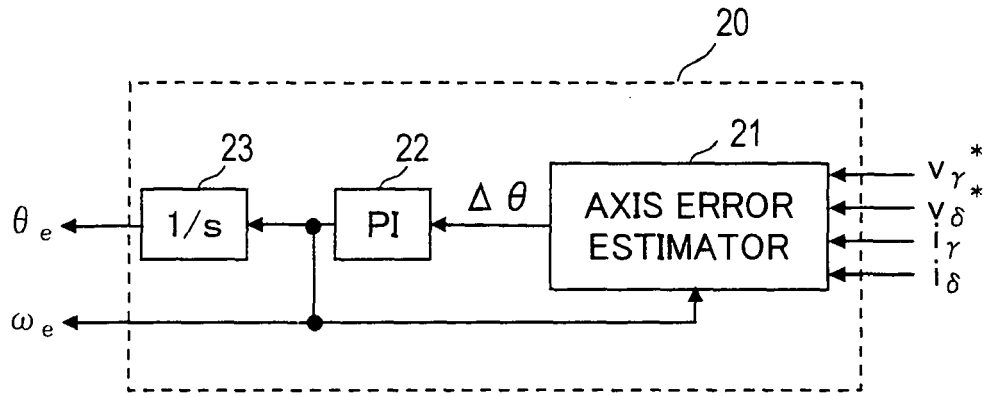 20
23
22
21
θe
1/s
PI
Δθ
AXIS ERROR
ESTIMATOR
vγ*
vδ*
iγ
iδ
ωe